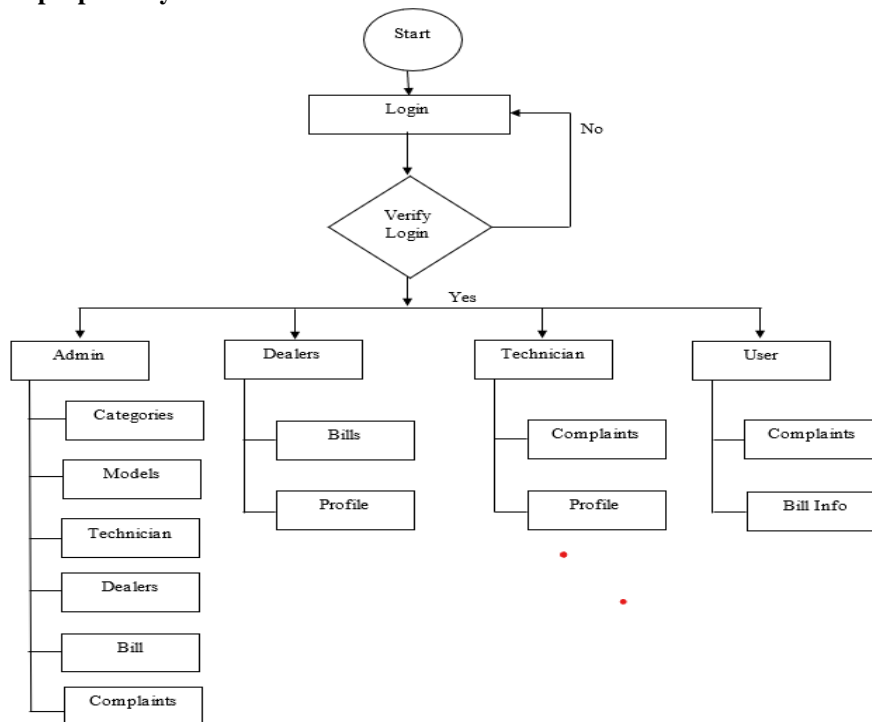 Start
Login
No
Verify
Login
Yes
Admin
Dealers
Technician
User
Categories
Models
Technician
Dealers
Bill
Complaints
Bills
Profile
Complaints
Profile
Complaints
Bill Info